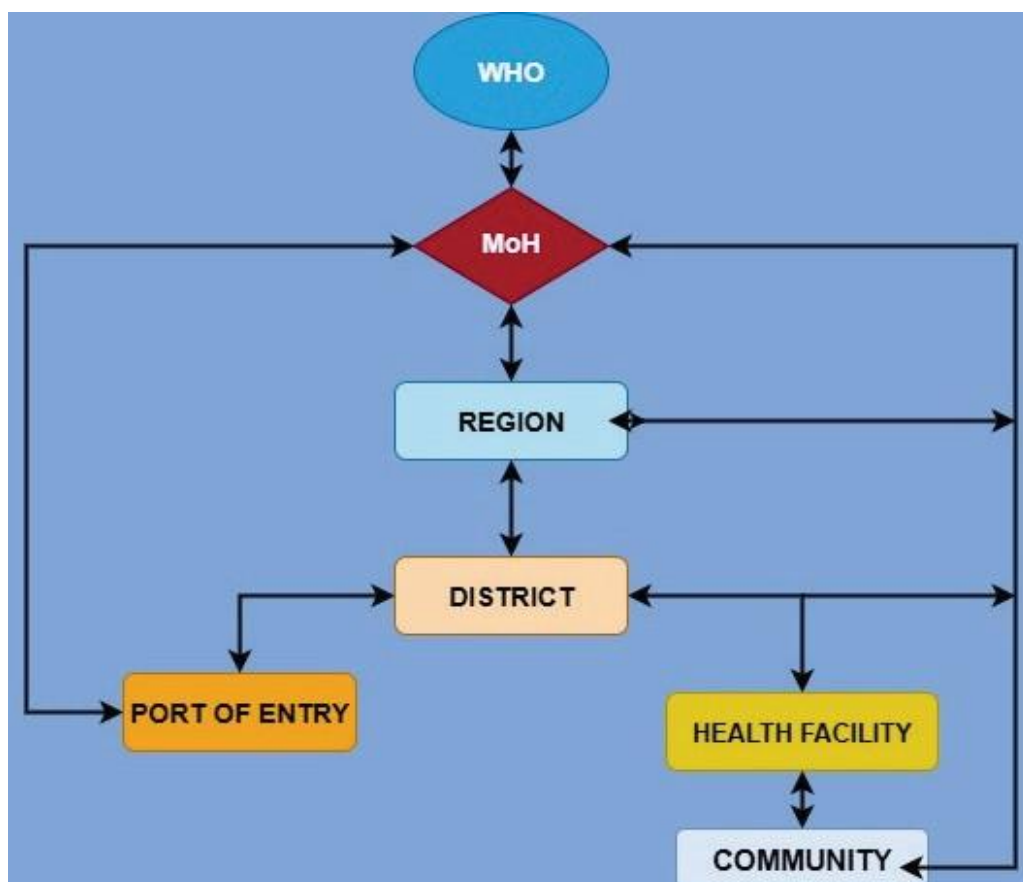 WHO
MoH
REGION
DISTRICT
PORT OF ENTRY
HEALTH FACILITY
COMMUNITY